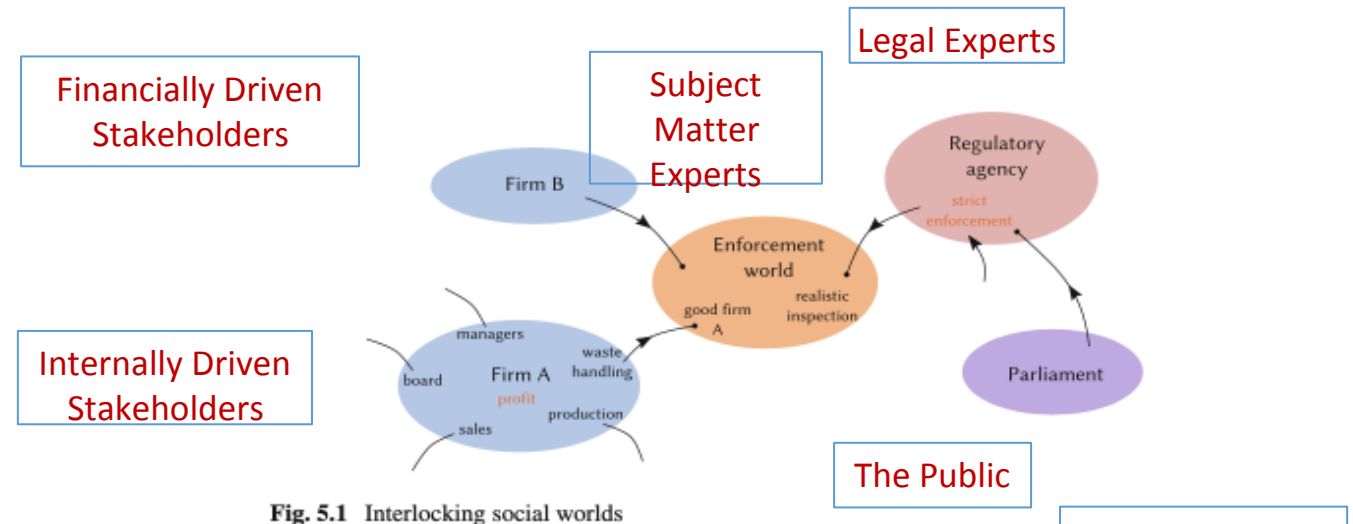 Legal Experts
Financially Driven
Stakeholders
Subject
Matter
Experts
Regulatory
agency
strict
enforcement
Firm B
Enforcement
world
good firm
A
realistic
inspection
managers
waste
handling
board
Firm A
profit
production
sales
Internally Driven
Stakeholders
Parliament
The Public
Fig. 5.1 Interlocking social worlds